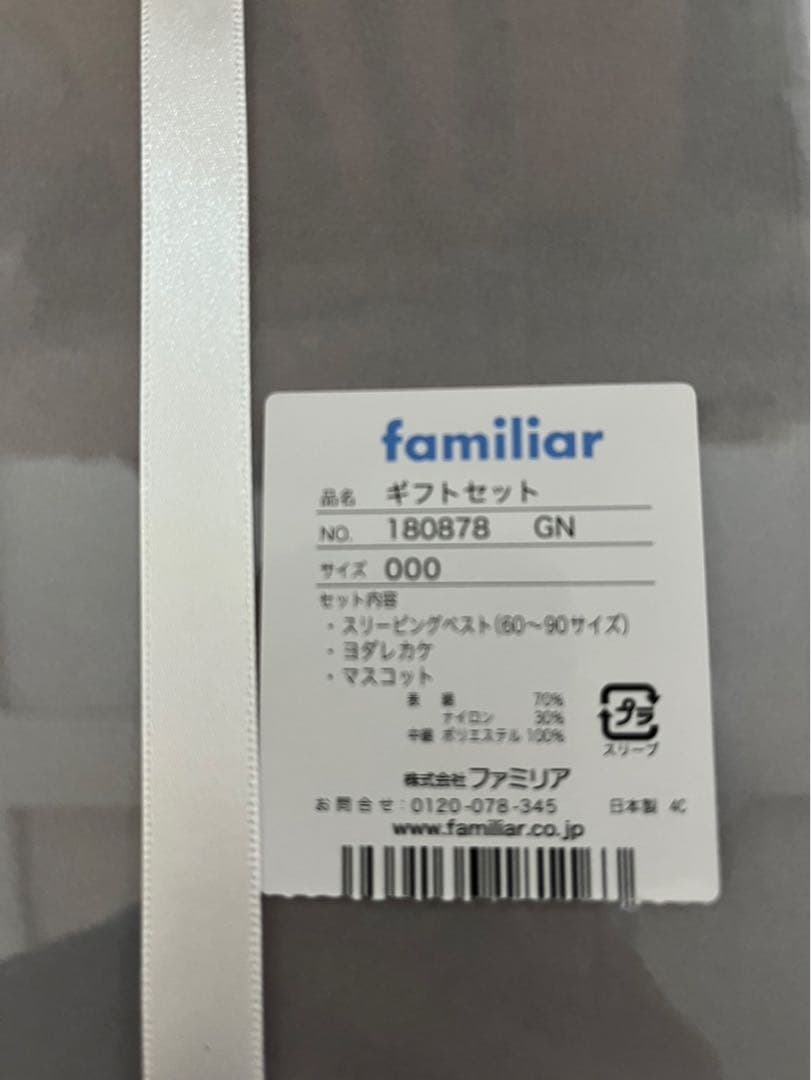 familiar
品名 ギフトセット
NO. 180878 GN
サイズ 000
セット内容
・スリーピングベスト(60〜90サイズ)
・ヨダレカケ
・マスコット
表 綿 70%
ナイロン 30%
中綿 ポリエステル 100%
プラ
スリーブ
株式会社ファミリア
お問合せ:0120-078-345 日本製 4C
www.familiar.co.jp